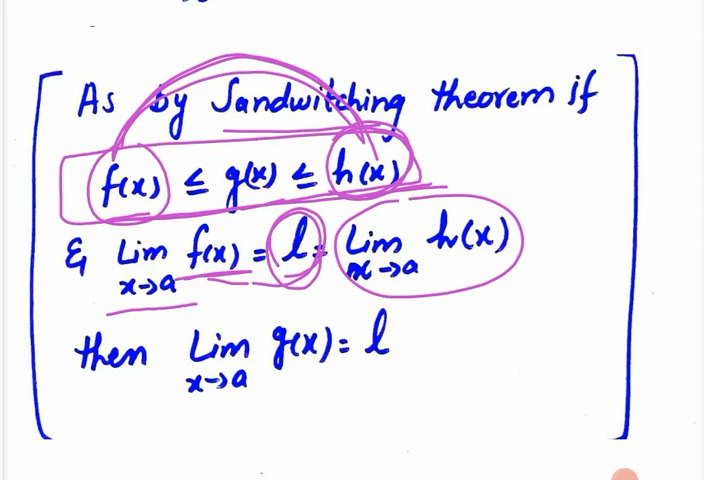 As by Sandwitching theorem if
f(x) ≤ g(x) ≤ h(x)
& Lim x→a f(x) = l = Lim x→a h(x)
then Lim x→a g(x) = l